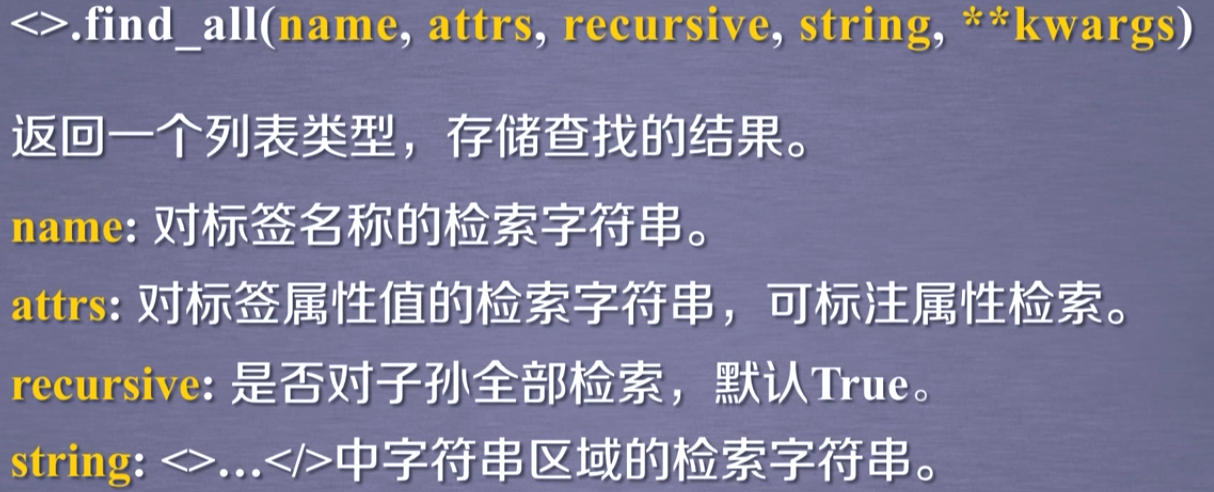 <>.find_all(name, attrs, recursive, string, **kwargs)
返回一个列表类型，存储查找的结果。
name: 对标签名称的检索字符串。
attrs: 对标签属性值的检索字符串，可标注属性检索。
recursive: 是否对子孙全部检索，默认True。
string: <>…</>中字符串区域的检索字符串。